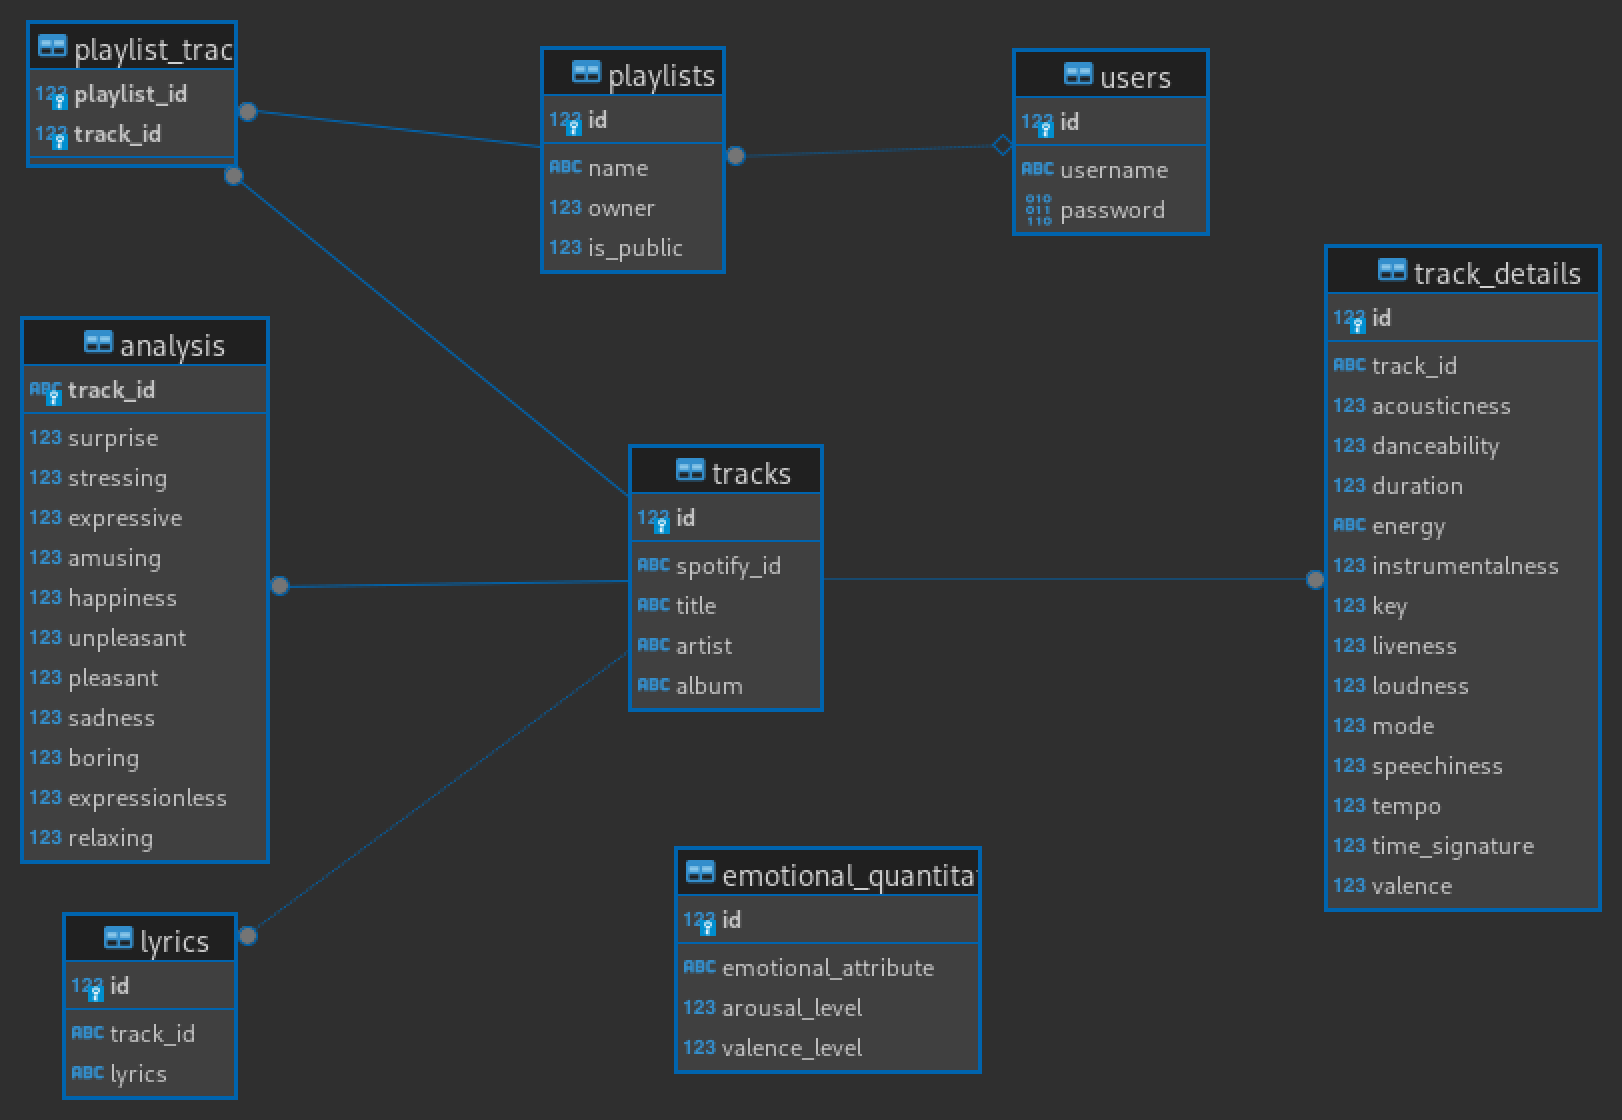 playlist_trac
123 playlist_id
123 track_id
playlists
123 id
ABC name
123 owner
123 is_public
users
123 id
ABC username
010
011
110
password
track_details
123 id
ABC track_id
123 acousticness
123 danceability
123 duration
ABC energy
123 instrumentalness
123 key
123 liveness
123 loudness
123 mode
123 speechiness
123 tempo
123 time_signature
123 valence
analysis
ABC track_id
123 surprise
123 stressing
123 expressive
123 amusing
123 happiness
123 unpleasant
123 pleasant
123 sadness
123 boring
123 expressionless
123 relaxing
tracks
123 id
ABC spotify_id
ABC title
ABC artist
ABC album
emotional_quantita
123 id
ABC emotional_attribute
123 arousal_level
123 valence_level
lyrics
123 id
ABC track_id
ABC lyrics